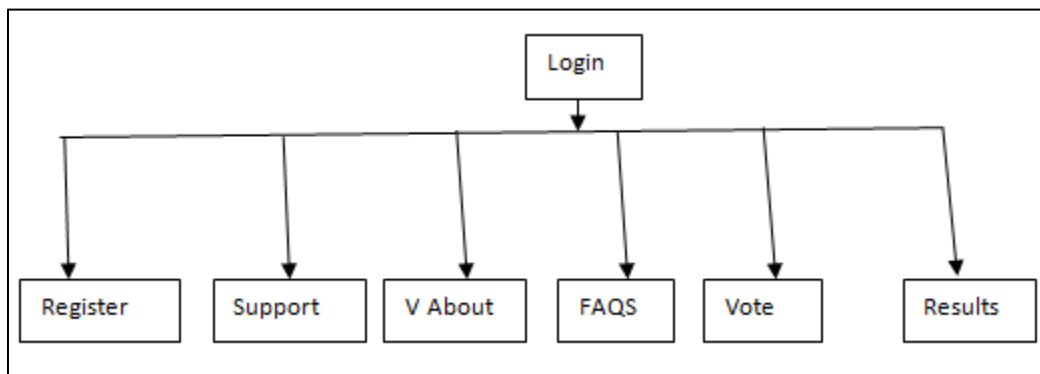 Login
Register
Support
V About
FAQS
Vote
Results